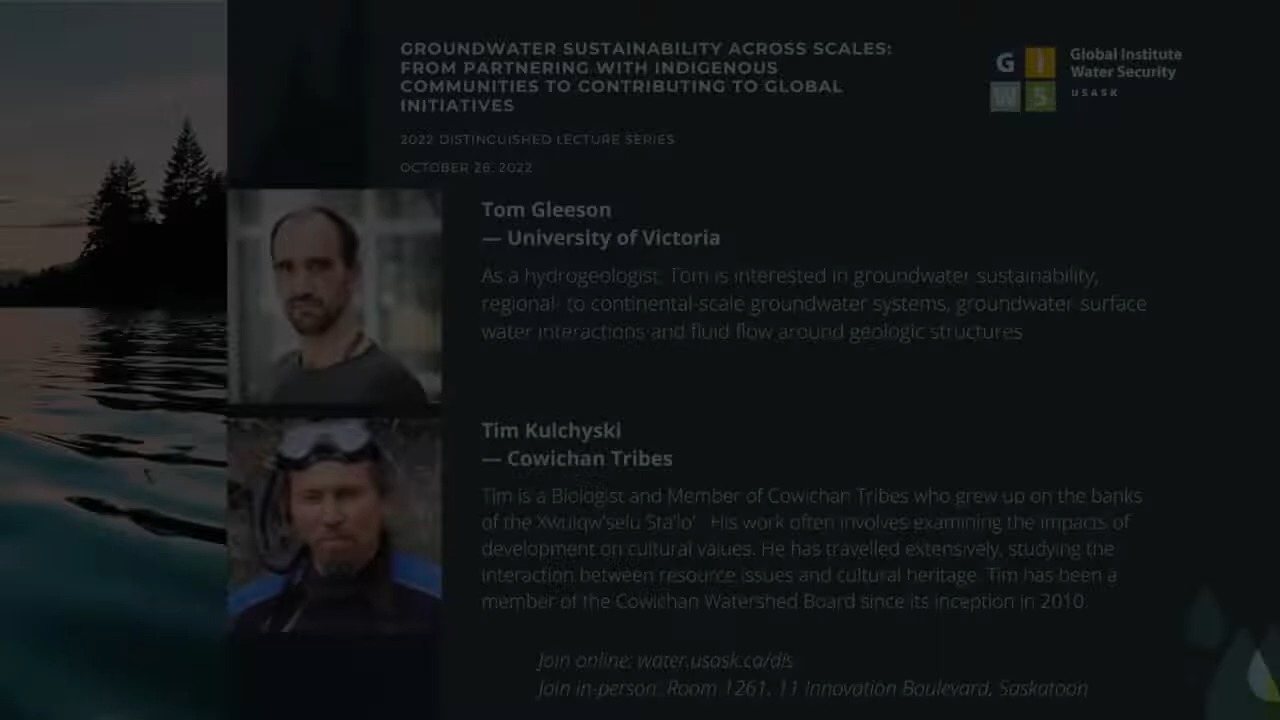 GROUNDWATER SUSTAINABILITY ACROSS SCALES:
FROM PARTNERING WITH INDIGENOUS
COMMUNITIES TO CONTRIBUTING TO GLOBAL
INITIATIVES
2022 DISTINGUISHED LECTURE SERIES
OCTOBER 26, 2022
G I
W S
Global Institute
Water Security
USASK
Tom Gleeson
— University of Victoria
As a hydrogeologist, Tom is interested in groundwater sustainability,
regional- to continental-scale groundwater systems, groundwater-surface
water interactions and fluid flow around geologic structures
Tim Kulchyski
— Cowichan Tribes
Tim is a Biologist and Member of Cowichan Tribes who grew up on the banks
of the Xwulqw'selu Sta'lo'. His work often involves examining the impacts of
development on cultural values. He has travelled extensively, studying the
interaction between resource issues and cultural heritage. Tim has been a
member of the Cowichan Watershed Board since its inception in 2010.
Join online: water.usask.ca/dls
Join in-person: Room 1261, 11 Innovation Boulevard, Saskatoon